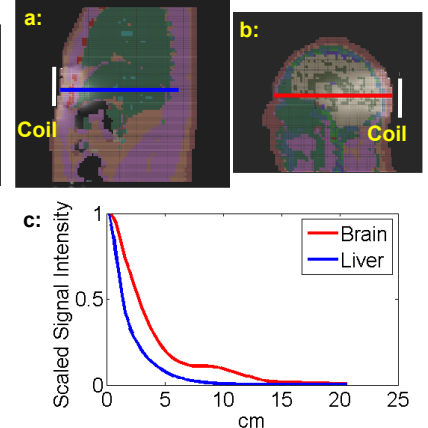 a:
Coil
b:
Coil
c:
Scaled Signal Intensity
1
0.5
0
Brain
Liver
0 5 10 15 20 25
cm